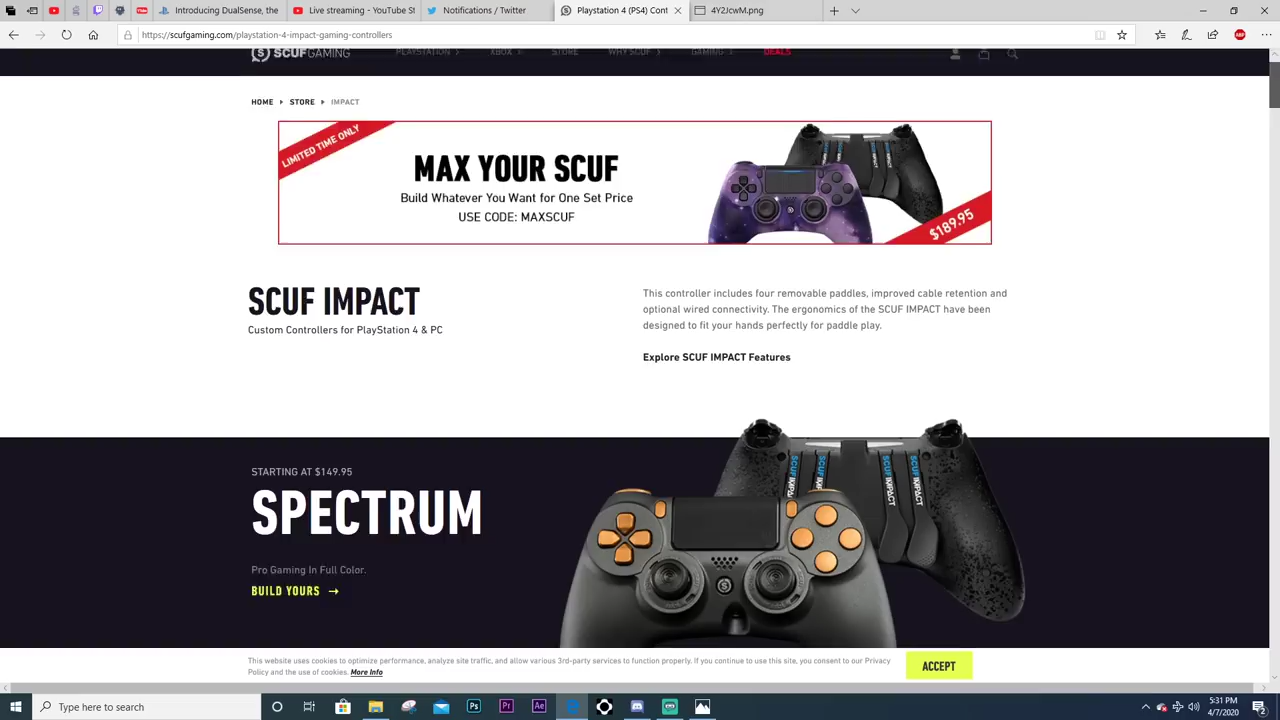 Introducing DualSense,
YouTube St
Notifications / Twitter
Playstation 4 (PS4) Cont
4Y2JcwM.png
https://scufgaming.com/playstation-4-impact-gaming-controllers
SCUFGAMING
PLAYSTATION
XBOX
STORE
WHY SCUF
GAMING
DEALS
HOME
STORE
IMPACT
LIMITED TIME ONLY
MAX YOUR SCUF
Build Whatever You Want for One Set Price
USE CODE: MAXSCUF
$189.95
SCUF IMPACT
Custom Controllers for PlayStation 4 & PC
This controller includes four removable paddles, improved cable retention and
optional wired connectivity. The ergonomics of the SCUF IMPACT have been
designed to fit your hands perfectly for paddle play.
Explore SCUF IMPACT Features
STARTING AT $149.95
SPECTRUM
Pro Gaming In Full Color.
BUILD YOURS →
SCUF IMPACT
SCUF IMPACT
This website uses cookies to optimize performance, analyze site traffic, and allow various 3rd-party services to function properly. If you continue to use this site, you consent to our Privacy
Policy and the use of cookies. More Info
ACCEPT
Type here to search
Ps
Pr
Ae
5:31 PM
4/7/2020